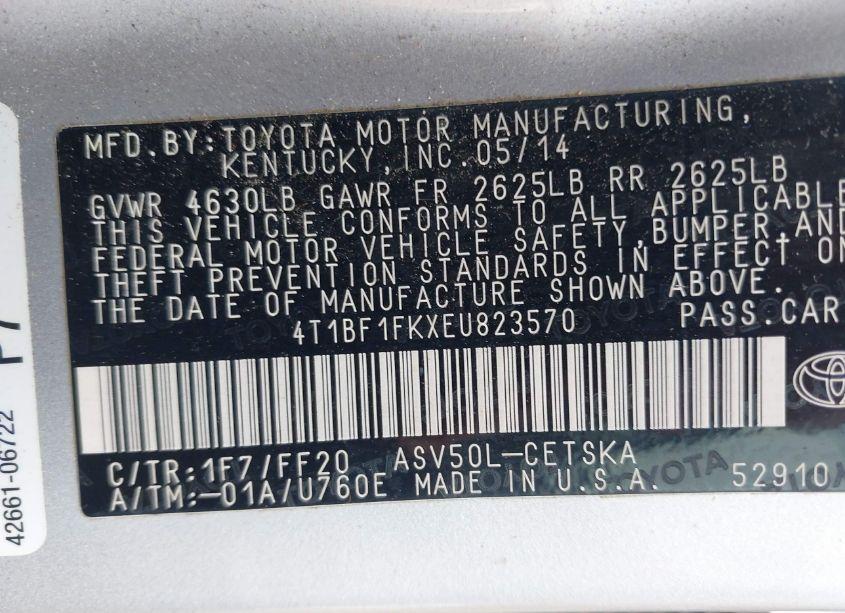 MFD.BY:TOYOTA MOTOR MANUFACTURING,
KENTUCKY,INC. 05/14
GVWR 4630LB GAWR FR 2625LB RR 2625LB
THIS VEHICLE CONFORMS TO ALL APPLICABLE
FEDERAL MOTOR VEHICLE SAFETY,BUMPER,AND
THEFT PREVENTION STANDARDS IN EFFECT ON
THE DATE OF MANUFACTURE SHOWN ABOVE.
4T1BF1FKXEU823570 PASS.CAR
C/TR:1F7/FF20 ASV50L-CETSKA
A/TM:-01A/U760E MADE IN U.S.A. 52910
42661-06722